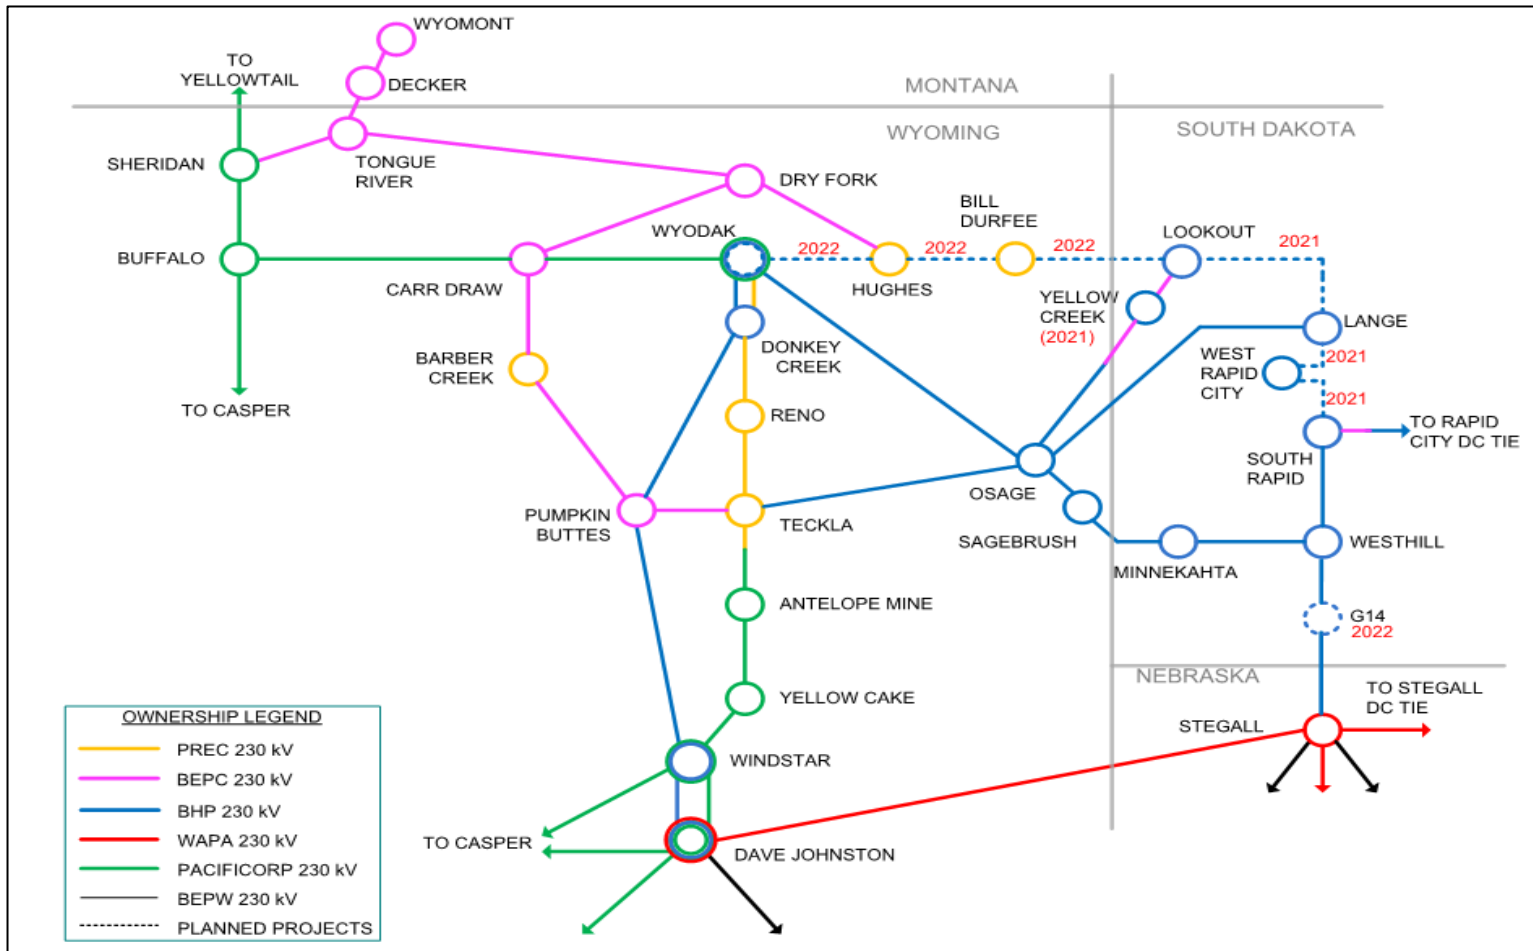 WYOMONT
TO
YELLOWTAIL
DECKER
MONTANA
WYOMING
SOUTH DAKOTA
SHERIDAN
TONGUE
RIVER
DRY FORK
BILL
DURFEE
WYODAK
LOOKOUT
BUFFALO
2022
2022
2022
2021
CARR DRAW
HUGHES
YELLOW
CREEK
(2021)
LANGE
DONKEY
CREEK
BARBER
CREEK
WEST
RAPID
CITY
2021
2021
TO CASPER
RENO
TO RAPID
CITY DC TIE
SOUTH
RAPID
OSAGE
PUMPKIN
BUTTES
TECKLA
SAGEBRUSH
WESTHILL
MINNEKAHTA
ANTELOPE MINE
G14
2022
NEBRASKA
YELLOW CAKE
TO STEGALL
DC TIE
STEGALL
WINDSTAR
TO CASPER
DAVE JOHNSTON
OWNERSHIP LEGEND
PREC 230 kV
BEPC 230 kV
BHP 230 kV
WAPA 230 kV
PACIFICORP 230 kV
BEPW 230 kV
PLANNED PROJECTS